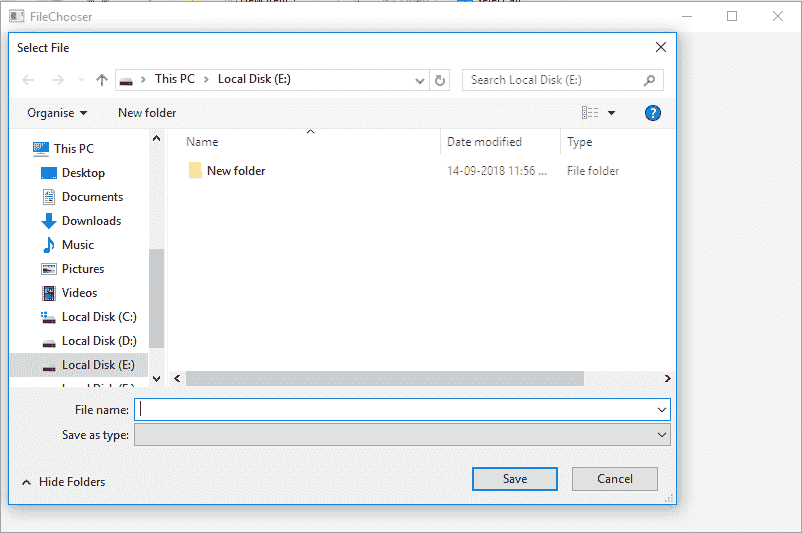 FileChooser
Select File
This PC Local Disk (E:) Search Local Disk (E:)
Organise New folder ?
Name Date modified Type
New folder 14-09-2018 11:56 ... File folder
This PC
Desktop
Documents
Downloads
Music
Pictures
Videos
Local Disk (C:)
Local Disk (D:)
Local Disk (E:)
File name:
Save as type:
Hide Folders Save Cancel